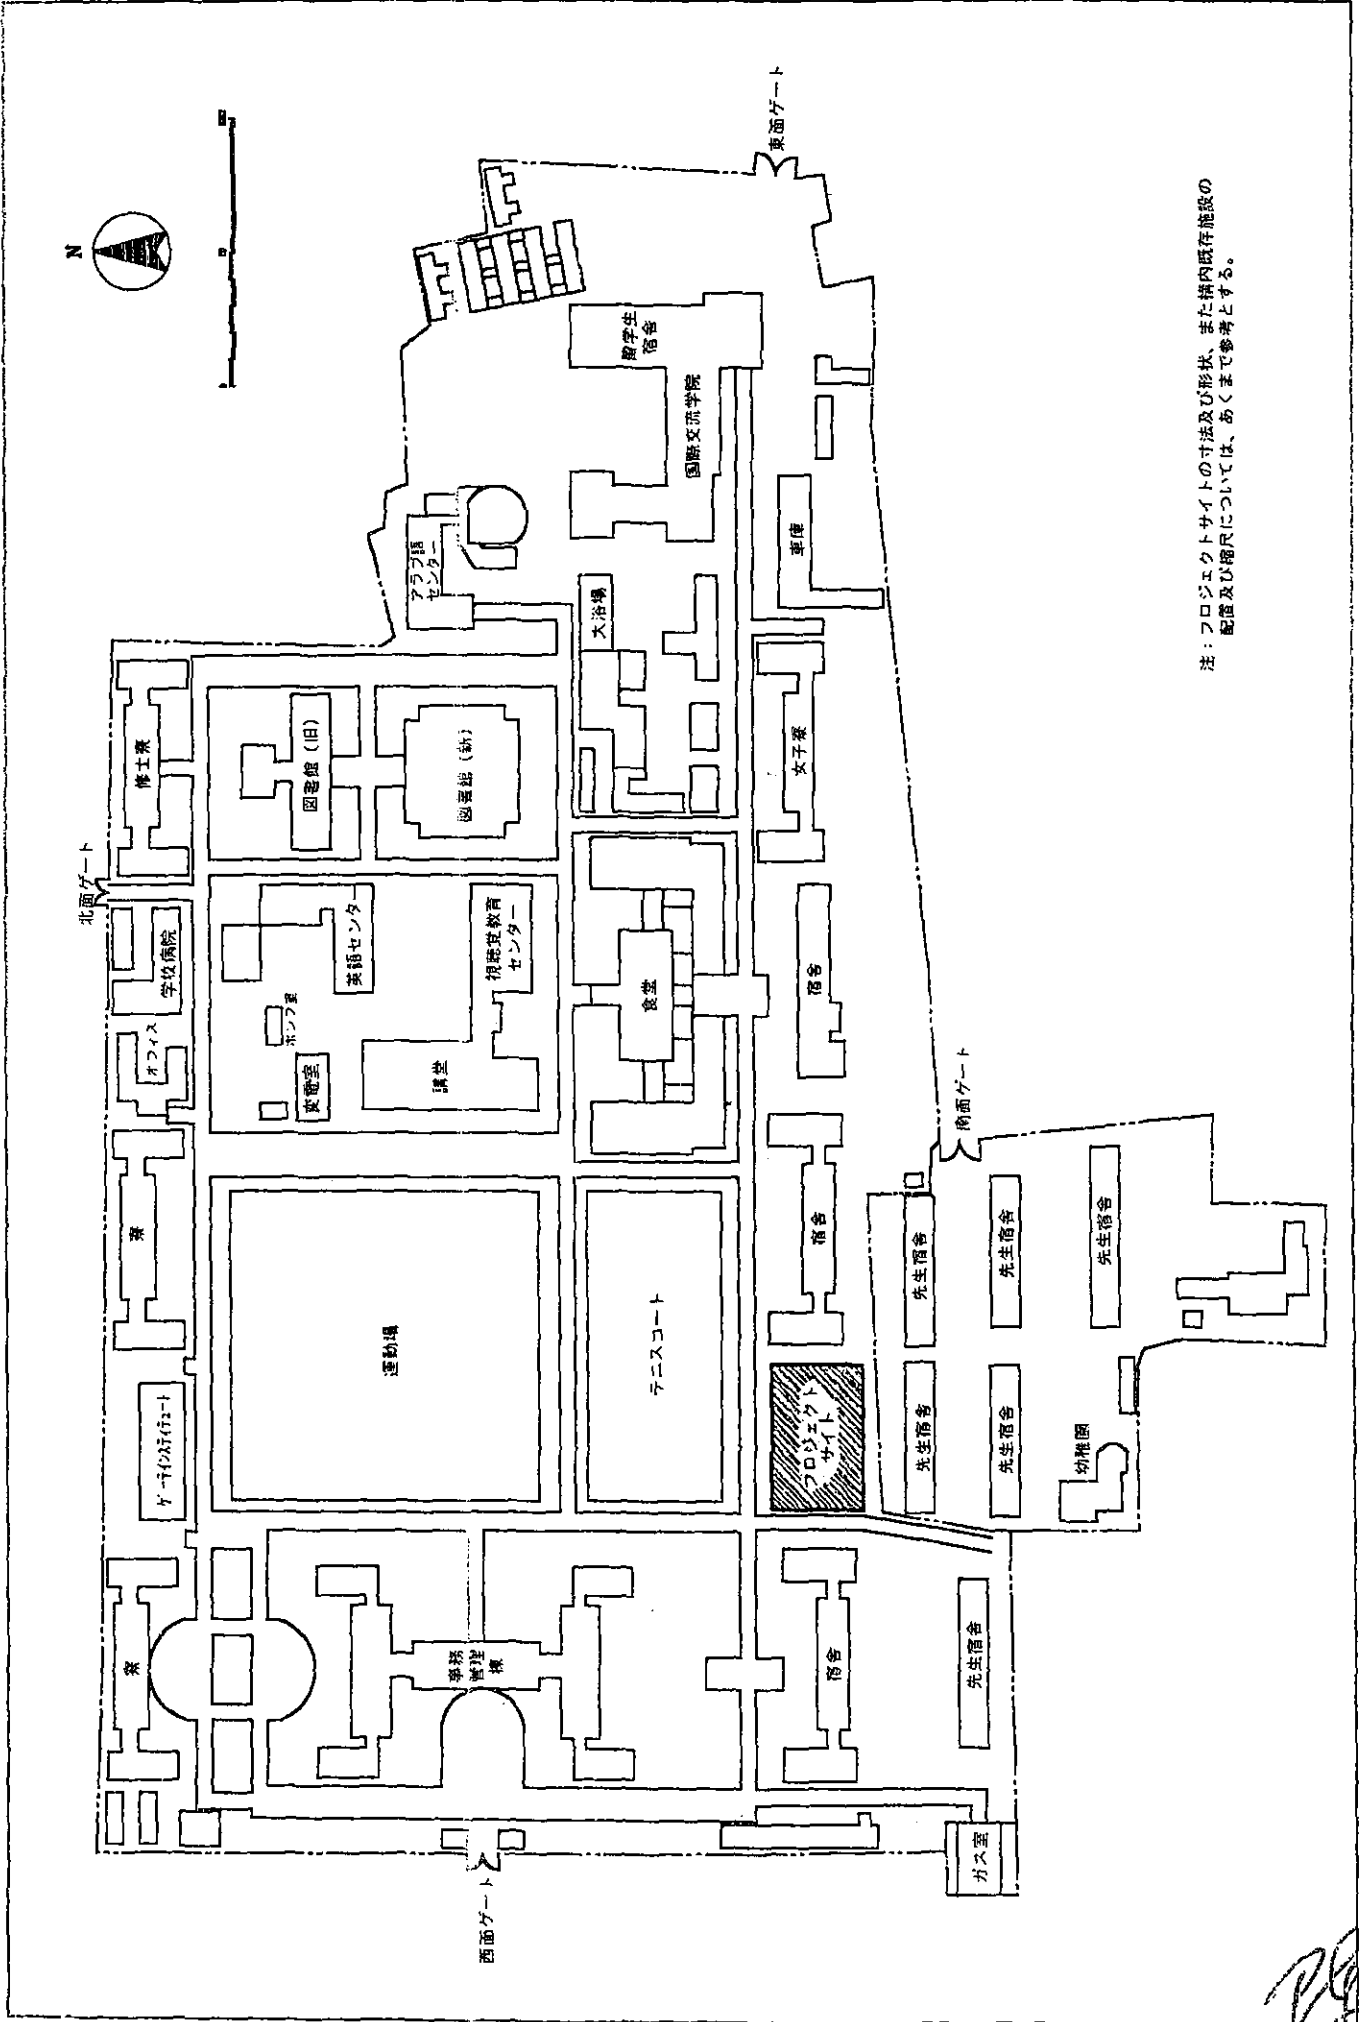 N
北面ゲート
東面ゲート
寮
ゲーテインスティテュート
寮
オフィス
学校病院
修士寮
変電室
ポンプ室
英語センター
図書館(旧)
アラブ語
センター
事務
管理
棟
運動場
講堂
視聴覚教育
センター
図書館(新)
西面ゲート
テニスコート
食堂
大浴場
留学生
宿舎
国際交流学院
宿舎
プロジェクト
サイト
宿舎
宿舎
女子寮
車庫
先生宿舎
先生宿舎
先生宿舎
南面ゲート
ガス室
先生宿舎
先生宿舎
幼稚園
先生宿舎
注:プロジェクトサイトの寸法及び形状、また構内既存施設の
配置及び縮尺については、あくまで参考とする。